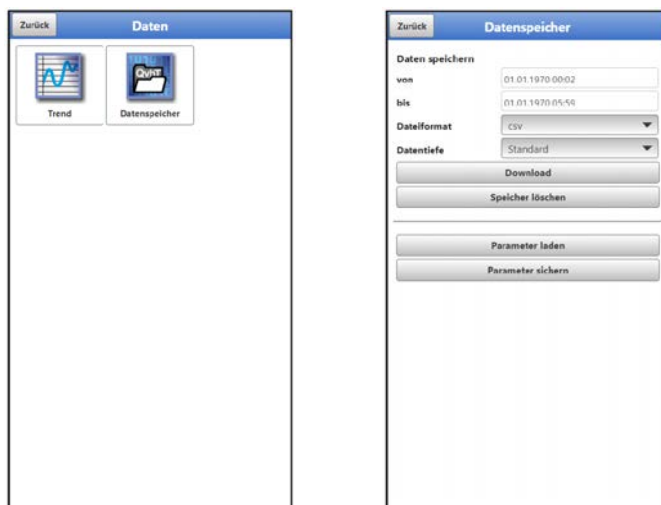 Zurück Daten
QvhT
Trend Datenspeicher
Zurück Datenspeicher
Daten speichern
von 01.01.1970 00:02
bis 01.01.1970 05:59
Dateiformat csv
Datentiefe Standard
Download
Speicher löschen
Parameter laden
Parameter sichern